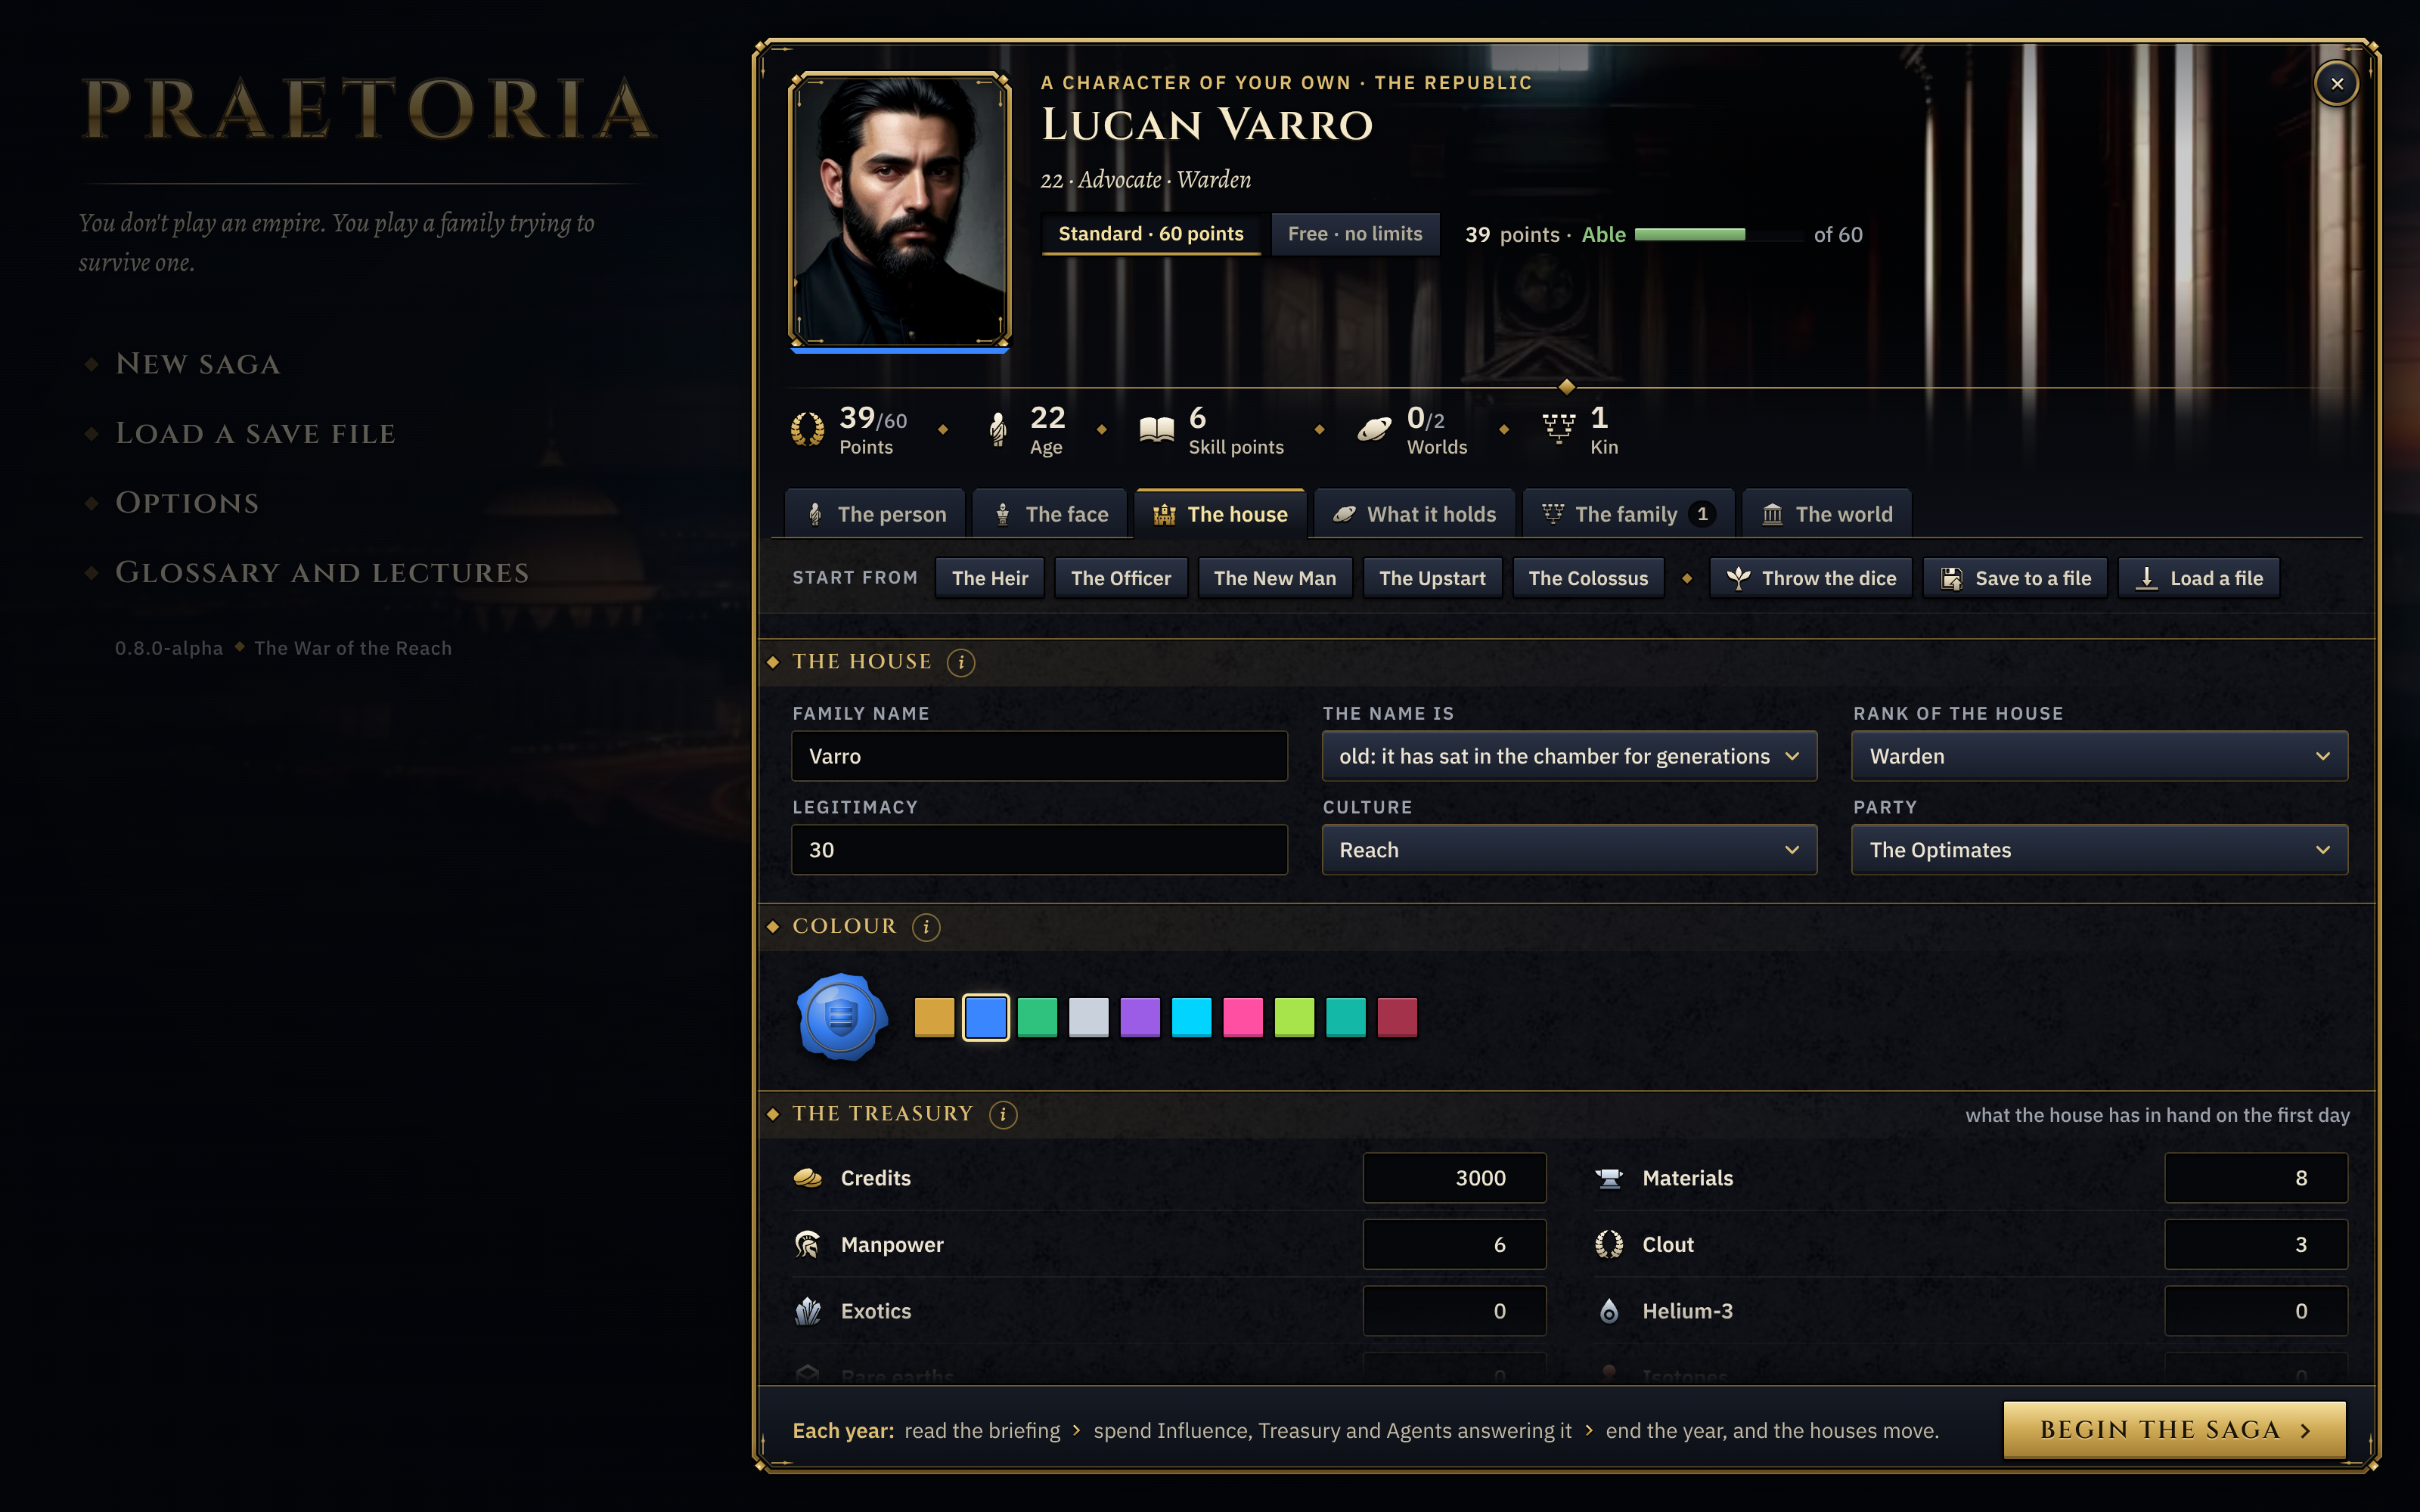 PRAETORIA
You don't play an empire. You play a family trying to
survive one.
NEW SAGA
LOAD A SAVE FILE
OPTIONS
GLOSSARY AND LECTURES
0.8.0-alpha ◆ The War of the Reach
A CHARACTER OF YOUR OWN · THE REPUBLIC
LUCAN VARRO
22 · Advocate · Warden
Standard · 60 points Free · no limits 39 points · Able of 60
39/60 22 6 0/2 1
Points Age Skill points Worlds Kin
The person The face The house What it holds The family 1 The world
START FROM The Heir The Officer The New Man The Upstart The Colossus Throw the dice Save to a file Load a file
THE HOUSE i
FAMILY NAME THE NAME IS RANK OF THE HOUSE
Varro old: it has sat in the chamber for generations Warden
LEGITIMACY CULTURE PARTY
30 Reach The Optimates
COLOUR i
THE TREASURY i what the house has in hand on the first day
Credits 3000 Materials 8
Manpower 6 Clout 3
Exotics 0 Helium-3 0
Rare earths 0 Isotopes 0
Each year: read the briefing > spend Influence, Treasury and Agents answering it > end the year, and the houses move. BEGIN THE SAGA >